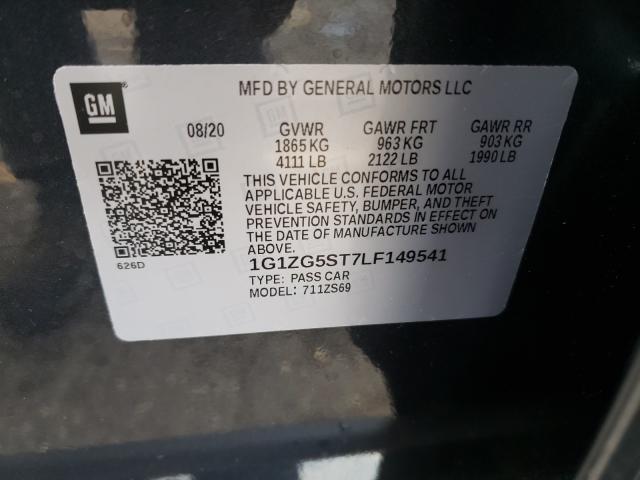 GM
MFD BY GENERAL MOTORS LLC
08/20 GVWR GAWR FRT GAWR RR
1865 KG 963 KG 903 KG
4111 LB 2122 LB 1990 LB
THIS VEHICLE CONFORMS TO ALL
APPLICABLE U.S. FEDERAL MOTOR
VEHICLE SAFETY, BUMPER, AND THEFT
PREVENTION STANDARDS IN EFFECT ON
THE DATE OF MANUFACTURE SHOWN
ABOVE.
626D
1G1ZG5ST7LF149541
TYPE: PASS CAR
MODEL: 711ZS69